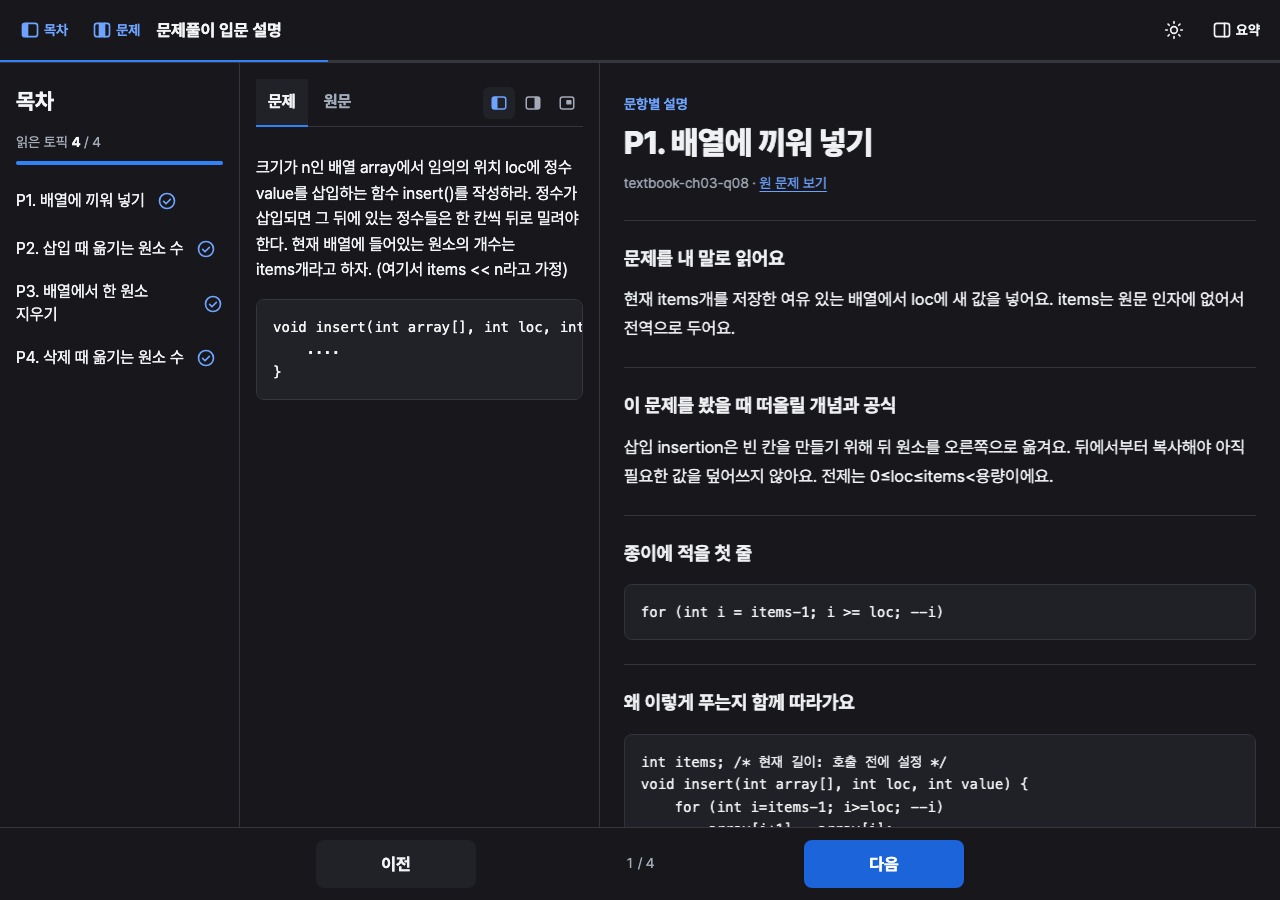 목차
문제
문제풀이 입문 설명
요약
목차
읽은 토픽 4 / 4
P1. 배열에 끼워 넣기
P2. 삽입 때 옮기는 원소 수
P3. 배열에서 한 원소
지우기
P4. 삭제 때 옮기는 원소 수
문제
원문
크기가 n인 배열 array에서 임의의 위치 loc에 정수
value를 삽입하는 함수 insert()를 작성하라. 정수가
삽입되면 그 뒤에 있는 정수들은 한 칸씩 뒤로 밀려야
한다. 현재 배열에 들어있는 원소의 개수는
items개라고 하자. (여기서 items << n라고 가정)
void insert(int array[], int loc, int
....
}
문항별 설명
P1. 배열에 끼워 넣기
textbook-ch03-q08 · 원 문제 보기
문제를 내 말로 읽어요
현재 items개를 저장한 여유 있는 배열에서 loc에 새 값을 넣어요. items는 원문 인자에 없어서
전역으로 두어요.
이 문제를 봤을 때 떠올릴 개념과 공식
삽입 insertion은 빈 칸을 만들기 위해 뒤 원소를 오른쪽으로 옮겨요. 뒤에서부터 복사해야 아직
필요한 값을 덮어쓰지 않아요. 전제는 0≤loc≤items<용량이에요.
종이에 적을 첫 줄
for (int i = items-1; i >= loc; --i)
왜 이렇게 푸는지 함께 따라가요
int items; /* 현재 길이: 호출 전에 설정 */
void insert(int array[], int loc, int value) {
for (int i=items-1; i>=loc; --i)
이전
1 / 4
다음